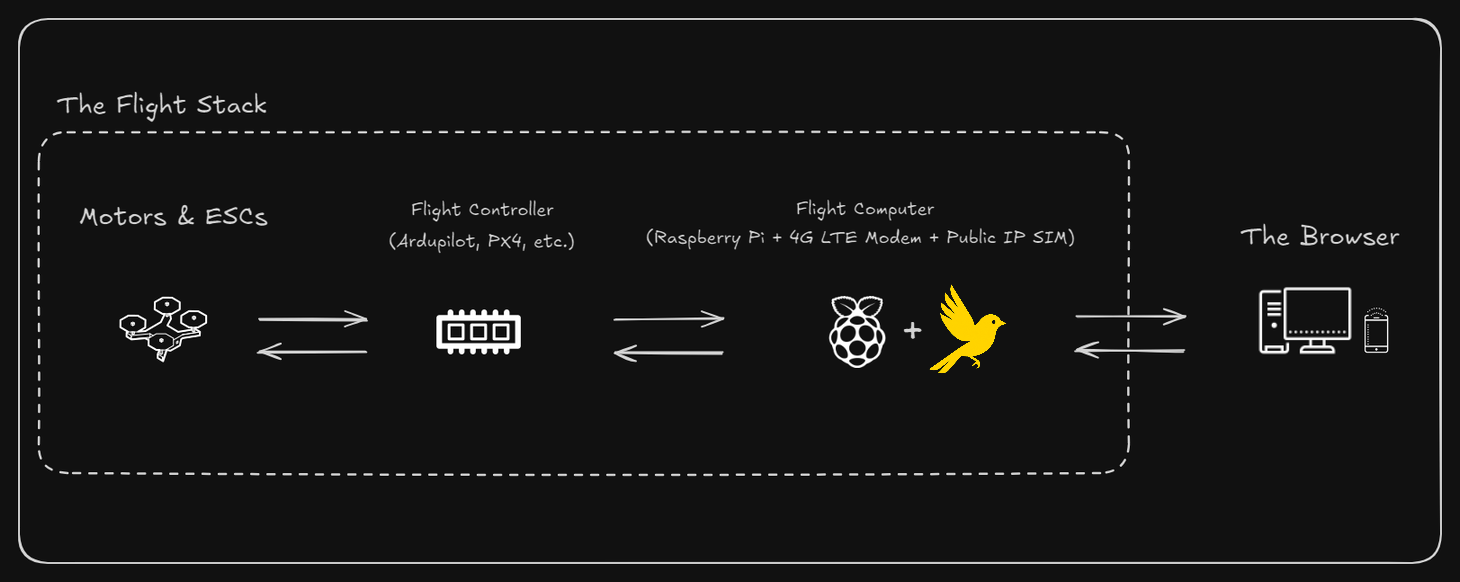 The Flight Stack
Motors & ESCs
Flight Controller
(Ardupilot, PX4, etc.)
Flight Computer
(Raspberry Pi + 4G LTE Modem + Public IP SIM)
The Browser
+